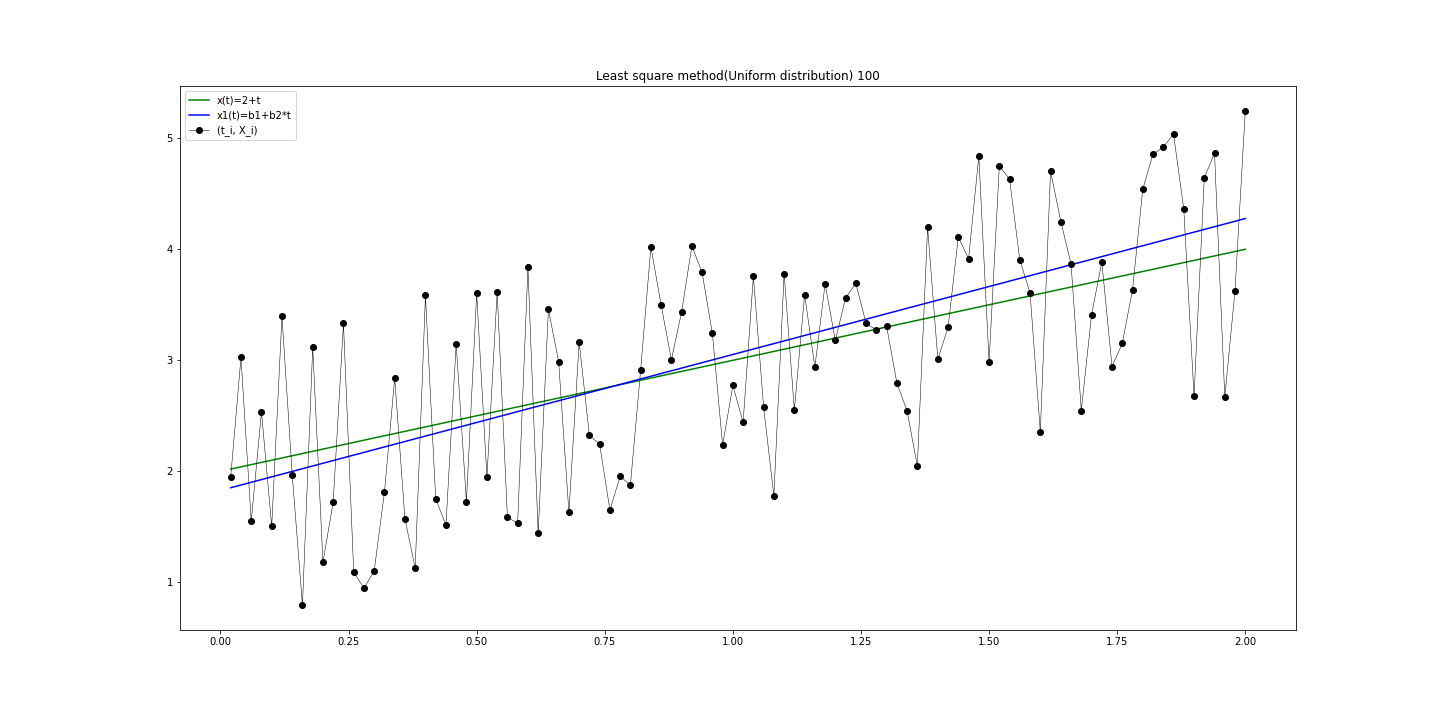 Least square method(Uniform distribution) 100
x(t)=2+t
x1(t)=b1+b2*t
(t_i, X_i)
5
4
3
2
1
0.00 0.25 0.50 0.75 1.00 1.25 1.50 1.75 2.00